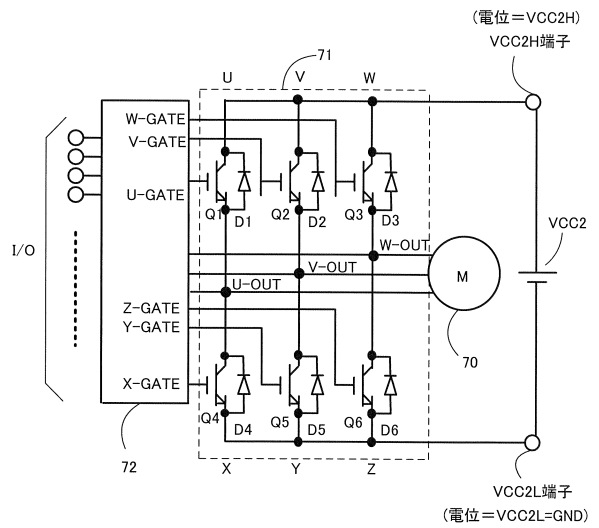 (電位=VCC2H)
VCC2H端子
71
U
V
W
W-GATE
V-GATE
U-GATE
Q1
D1
Q2
D2
Q3
D3
VCC2
I/O
W-OUT
V-OUT
U-OUT
M
Z-GATE
Y-GATE
70
X-GATE
Q4
D4
Q5
D5
Q6
D6
72
X
Y
Z
VCC2L端子
(電位=VCC2L=GND)